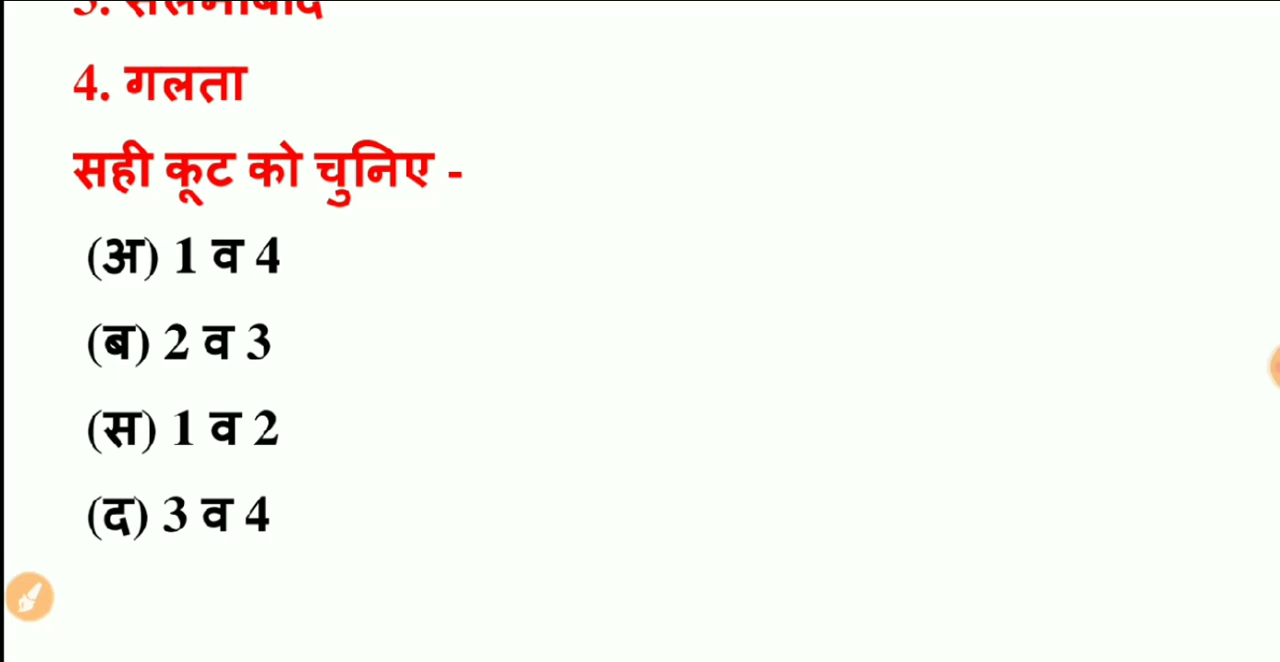 4. गलता
सही कूट को चुनिए -
(अ) 1 व 4
(ब) 2 व 3
(स) 1 व 2
(द) 3 व 4